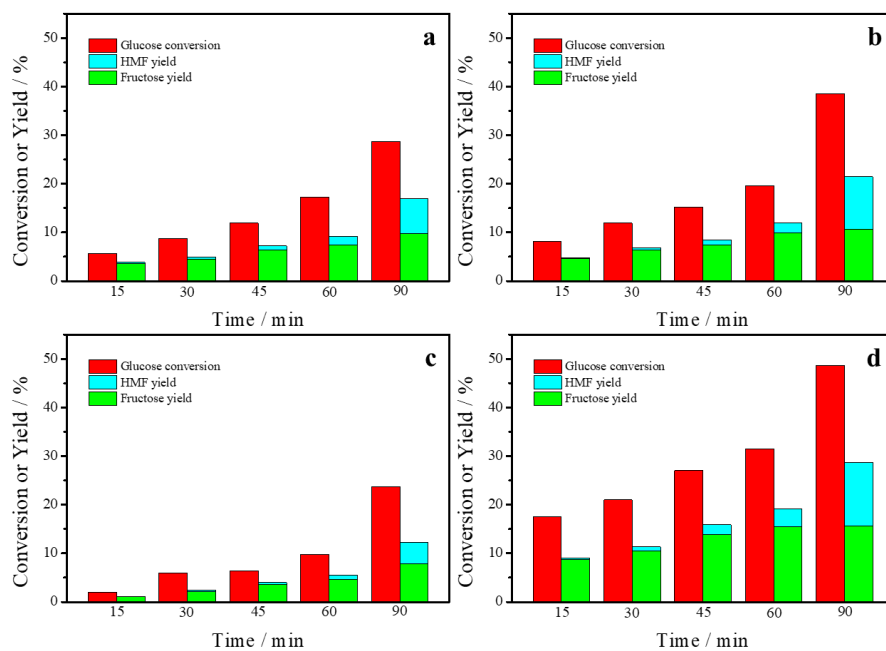 a
Glucose conversion
HMF yield
Fructose yield
Conversion or Yield / %
50
40
30
20
10
0
15 30 45 60 90
Time / min
b
Glucose conversion
HMF yield
Fructose yield
Conversion or Yield / %
50
40
30
20
10
0
15 30 45 60 90
Time / min
c
Glucose conversion
HMF yield
Fructose yield
Conversion or Yield / %
50
40
30
20
10
0
15 30 45 60 90
Time / min
d
Glucose conversion
HMF yield
Fructose yield
Conversion or Yield / %
50
40
30
20
10
0
15 30 45 60 90
Time / min